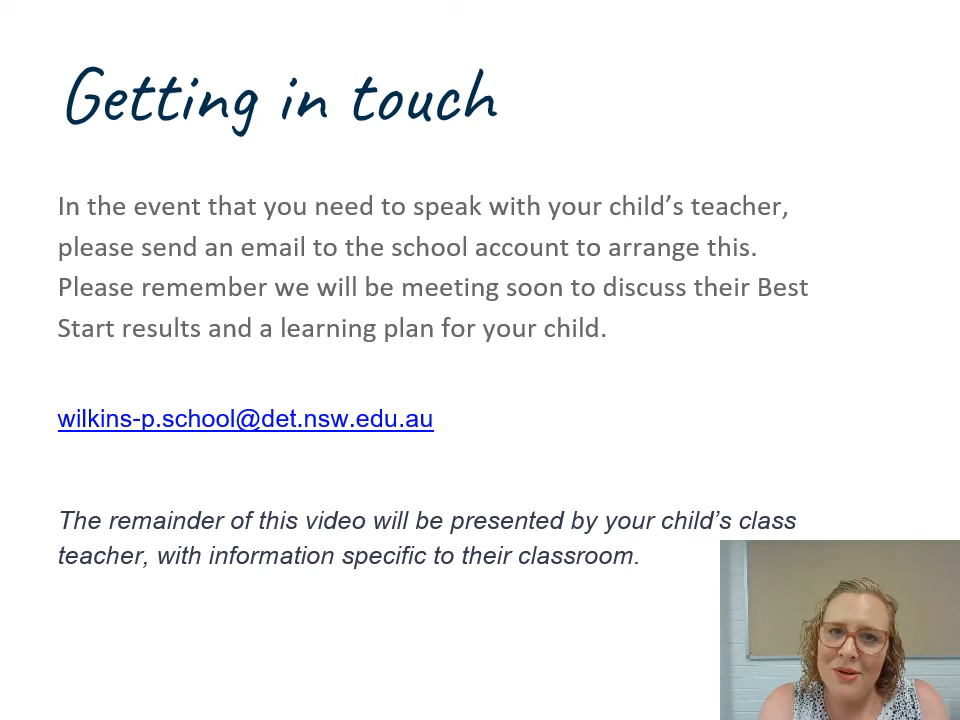 Getting in touch
In the event that you need to speak with your child’s teacher,
please send an email to the school account to arrange this.
Please remember we will be meeting soon to discuss their Best
Start results and a learning plan for your child.
wilkins-p.school@det.nsw.edu.au
The remainder of this video will be presented by your child’s class
teacher, with information specific to their classroom.